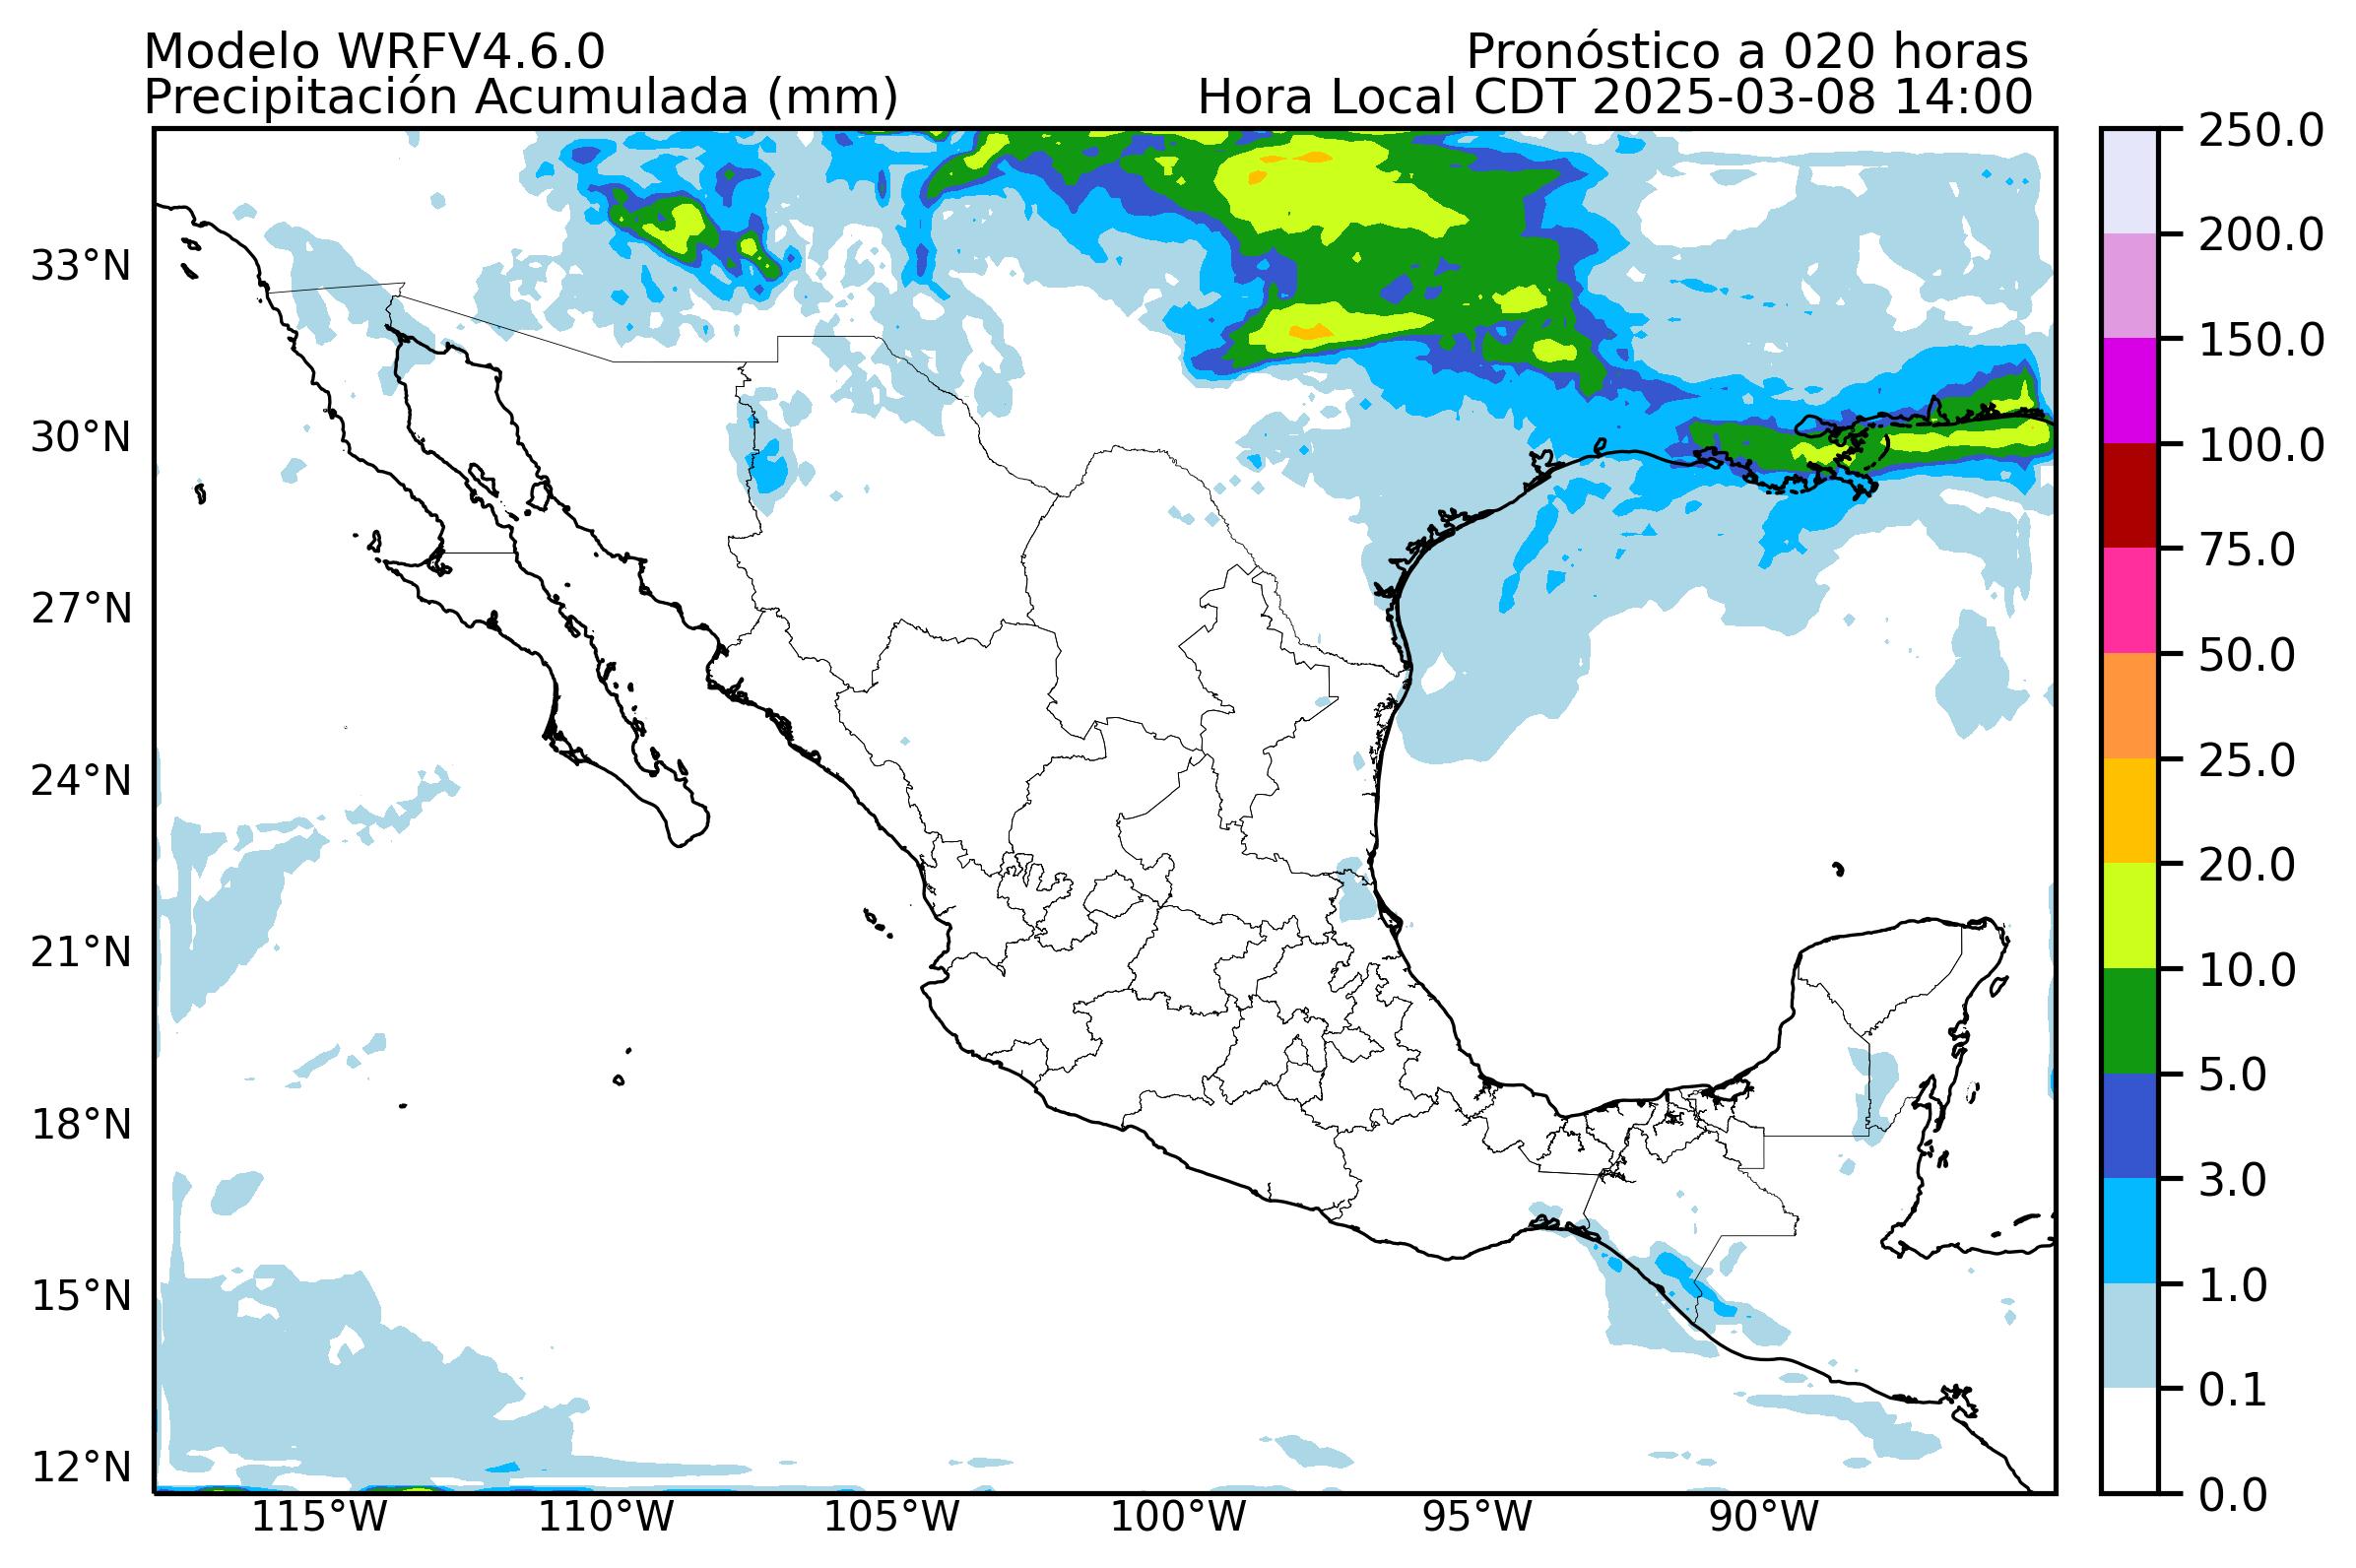 Modelo WRFV4.6.0
Pronóstico a 020 horas
Precipitación Acumulada (mm)
Hora Local CDT 2025-03-08 14:00
33°N
30°N
27°N
24°N
21°N
18°N
15°N
12°N
115°W
110°W
105°W
100°W
95°W
90°W
250.0
200.0
150.0
100.0
75.0
50.0
25.0
20.0
10.0
5.0
3.0
1.0
0.1
0.0